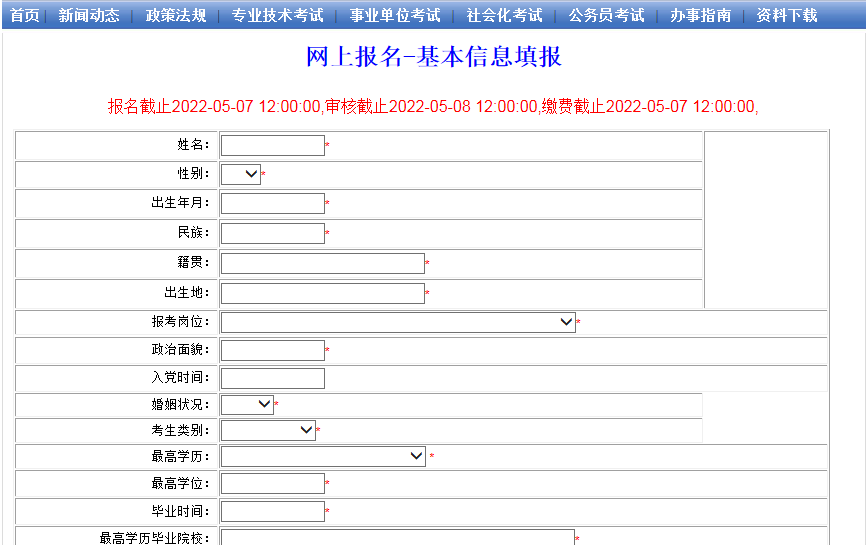 首页| 新闻动态 | 政策法规 | 专业技术考试 | 事业单位考试 | 社会化考试 | 公务员考试 | 办事指南 | 资料下载
网上报名-基本信息填报
报名截止2022-05-07 12:00:00,审核截止2022-05-08 12:00:00,缴费截止2022-05-07 12:00:00,
姓名： *
性别： *
出生年月： *
民族： *
籍贯： *
出生地： *
报考岗位： *
政治面貌： *
入党时间：
婚姻状况： *
考生类别： *
最高学历： *
最高学位： *
毕业时间： *
最高学历毕业院校： *